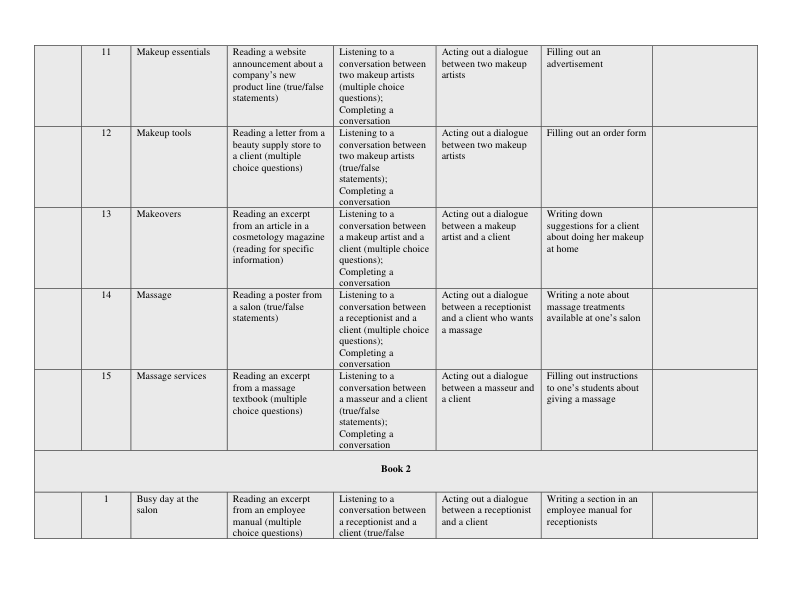 11
Makeup essentials
Reading a website
announcement about a
company's new
product line (true/false
statements)
Listening to a
conversation between
two makeup artists
(multiple choice
questions);
Completing a
conversation
Acting out a dialogue
between two makeup
artists
Filling out an
advertisement
12
Makeup tools
Reading a letter from a
beauty supply store to
a client (multiple
choice questions)
Listening to a
conversation between
two makeup artists
(true/false
statements);
Completing a
conversation
Acting out a dialogue
between two makeup
artists
Filling out an order form
13
Makeovers
Reading an excerpt
from an article in a
cosmetology magazine
(reading for specific
information)
Listening to a
conversation between
a makeup artist and a
client (multiple choice
questions);
Completing a
conversation
Acting out a dialogue
between a makeup
artist and a client
Writing down
suggestions for a client
about doing her makeup
at home
14
Massage
Reading a poster from
a salon (true/false
statements)
Listening to a
conversation between
a receptionist and a
client (multiple choice
questions);
Completing a
conversation
Acting out a dialogue
between a receptionist
and a client who wants
a massage
Writing a note about
massage treatments
available at one's salon
15
Massage services
Reading an excerpt
from a massage
textbook (multiple
choice questions)
Listening to a
conversation between
a masseur and a client
(true/false
statements);
Completing a
conversation
Acting out a dialogue
between a masseur and
a client
Filling out instructions
to one's students about
giving a massage
Book 2
1
Busy day at the
salon
Reading an excerpt
from an employee
manual (multiple
choice questions)
Listening to a
conversation between
a receptionist and a
client (true/false
Acting out a dialogue
between a receptionist
and a client
Writing a section in an
employee manual for
receptionists